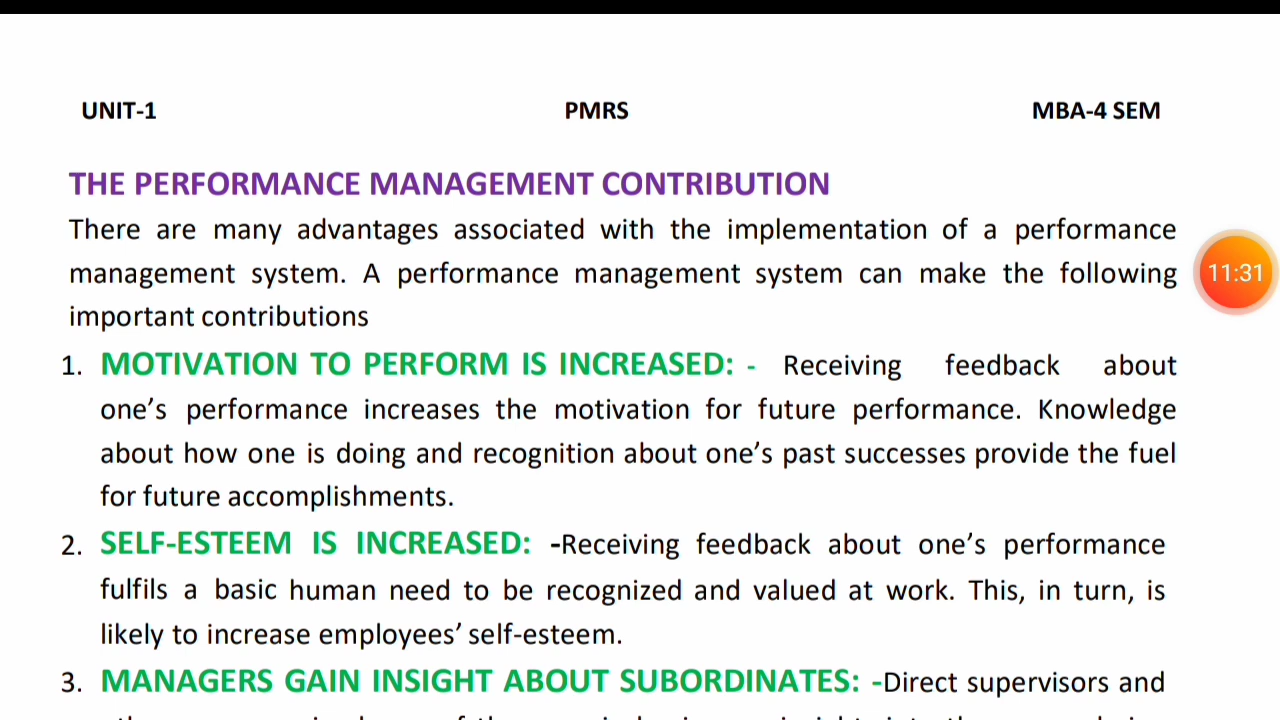 UNIT-1 PMRS MBA-4 SEM
THE PERFORMANCE MANAGEMENT CONTRIBUTION
There are many advantages associated with the implementation of a performance
management system. A performance management system can make the following
11:31
important contributions
1. MOTIVATION TO PERFORM IS INCREASED: - Receiving feedback about
one’s performance increases the motivation for future performance. Knowledge
about how one is doing and recognition about one’s past successes provide the fuel
for future accomplishments.
2. SELF-ESTEEM IS INCREASED: -Receiving feedback about one’s performance
fulfils a basic human need to be recognized and valued at work. This, in turn, is
likely to increase employees’ self-esteem.
3. MANAGERS GAIN INSIGHT ABOUT SUBORDINATES: -Direct supervisors and